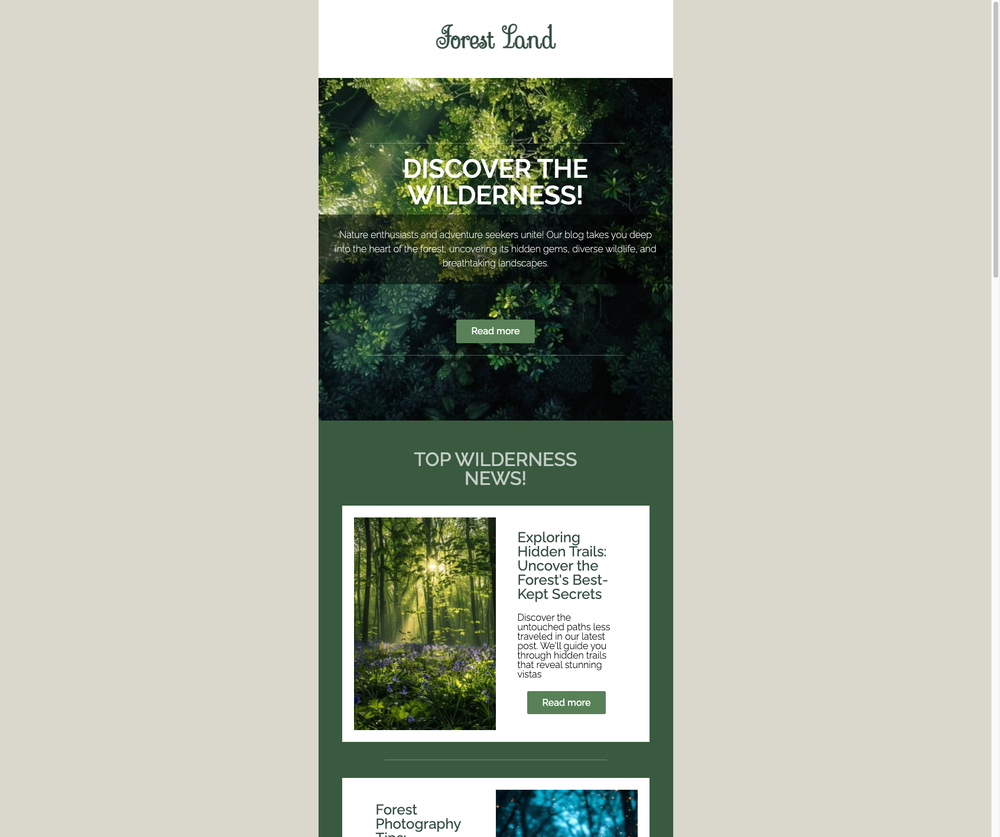 Forest Land
DISCOVER THE
WILDERNESS!
Nature enthusiasts and adventure seekers unite! Our blog takes you deep
into the heart of the forest, uncovering its hidden gems, diverse wildlife, and
breathtaking landscapes.
Read more
TOP WILDERNESS
NEWS!
Exploring
Hidden Trails:
Uncover the
Forest's Best-
Kept Secrets
Discover the
untouched paths less
traveled in our latest
post. We'll guide you
through hidden trails
that reveal stunning
vistas
Read more
Forest
Photography
Tips: